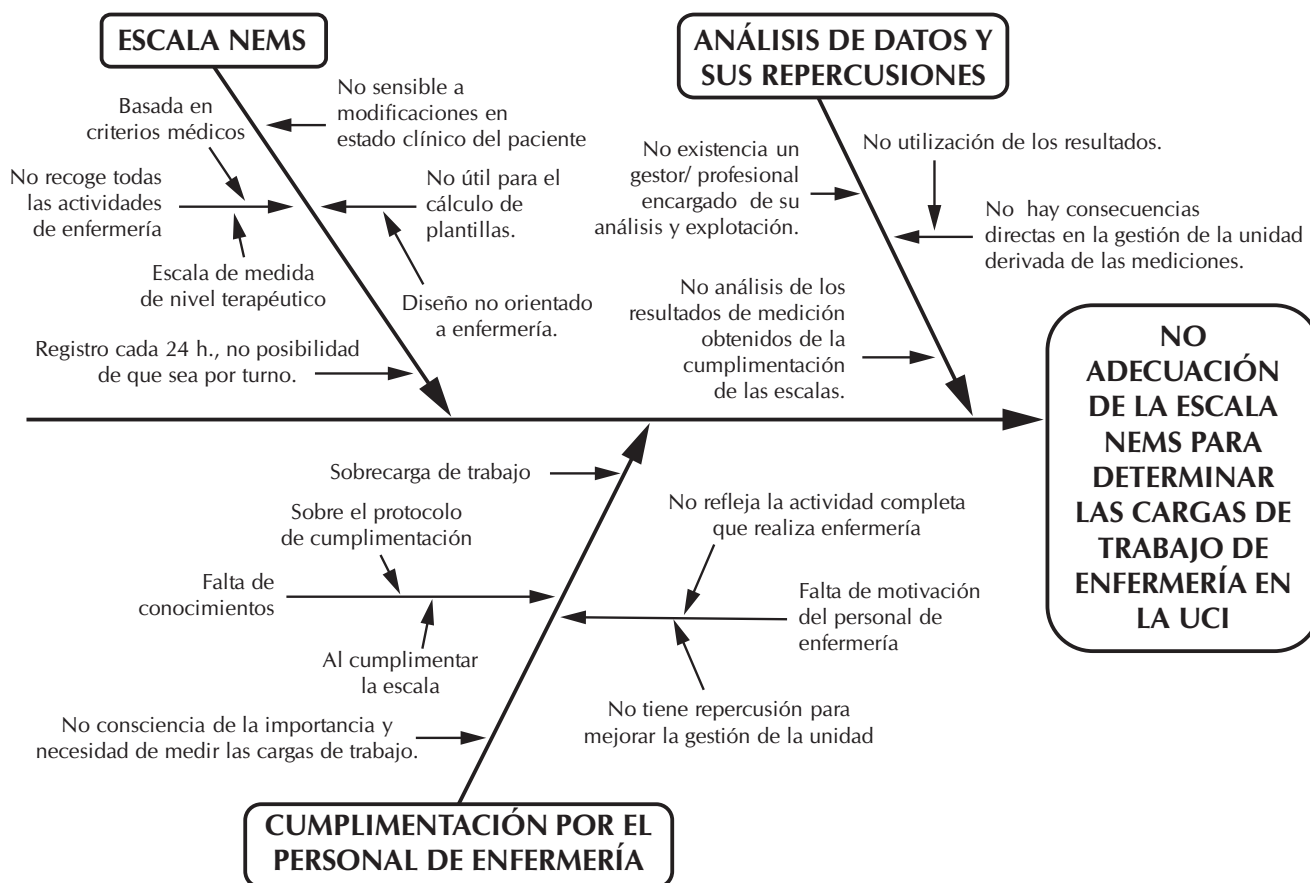 ESCALA NEMS
ANÁLISIS DE DATOS Y
SUS REPERCUSIONES
No sensible a
modificaciones en
estado clínico del paciente
Basada en
criterios médicos
No recoge todas
las actividades
de enfermería
No útil para el
cálculo de
plantillas.
Escala de medida
de nivel terapéutico
Diseño no orientado
a enfermería.
Registro cada 24 h., no posibilidad
de que sea por turno.
No existencia un
gestor/ profesional
encargado de su
análisis y explotación.
No utilización de los resultados.
No hay consecuencias
directas en la gestión de la unidad
derivada de las mediciones.
No análisis de los
resultados de medición
obtenidos de la
cumplimentación
de las escalas.
NO
ADECUACIÓN
DE LA ESCALA
NEMS PARA
DETERMINAR
LAS CARGAS DE
TRABAJO DE
ENFERMERÍA EN
LA UCI
Sobrecarga de trabajo
Sobre el protocolo
de cumplimentación
Falta de
conocimientos
Al cumplimentar
la escala
No refleja la actividad completa
que realiza enfermería
Falta de motivación
del personal de
enfermería
No tiene repercusión para
mejorar la gestión de la unidad
No consciencia de la importancia y
necesidad de medir las cargas de trabajo.
CUMPLIMENTACIÓN POR EL
PERSONAL DE ENFERMERÍA